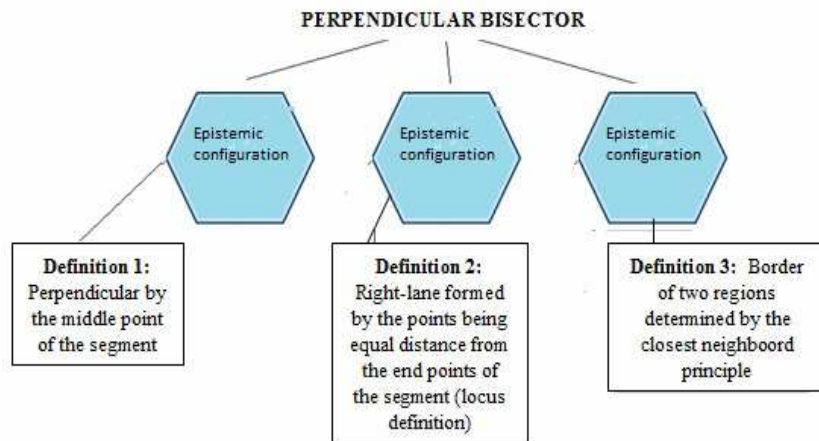 PERPENDICULAR BISECTOR
Epistemic
configuration
Epistemic
configuration
Epistemic
configuration
Definition 1:
Perpendicular by
the middle point
of the segment
Definition 2:
Right-lane formed
by the points being
equal distance from
the end points of
the segment (locus
definition)
Definition 3: Border
of two regions
determined by the
closest neighboord
principle